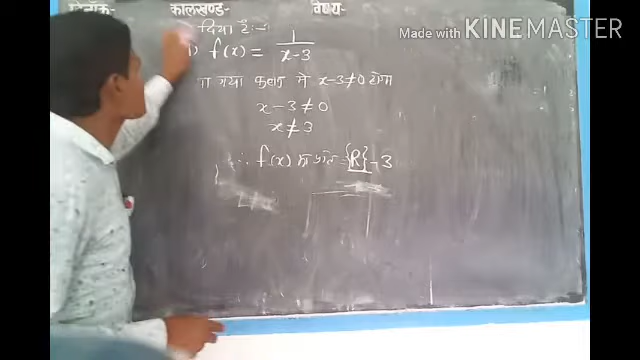 कालखण्ड- विषय-
Made with KINEMASTER
दिया है:-
f(x) = 1/(x-3)
गया फलन में x-3≠0 होगा
x-3≠0
x≠3
∴ f(x) का प्रांत = {R} - 3